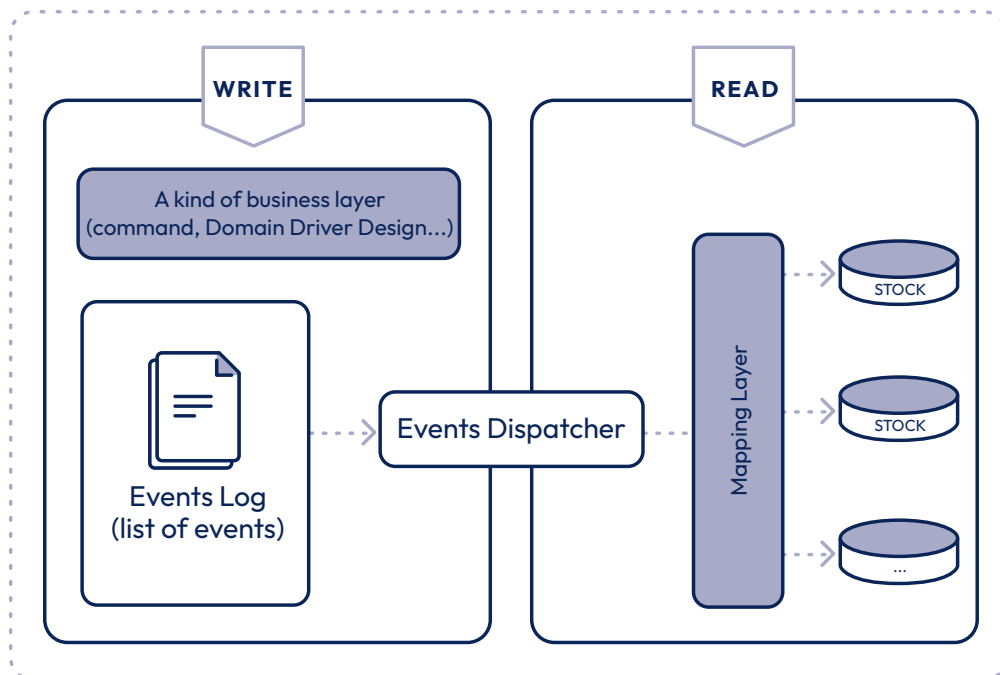 WRITE
READ
A kind of business layer
(command, Domain Driver Design...)
Events Log
(list of events)
Events Dispatcher
Mapping Layer
STOCK
STOCK
...